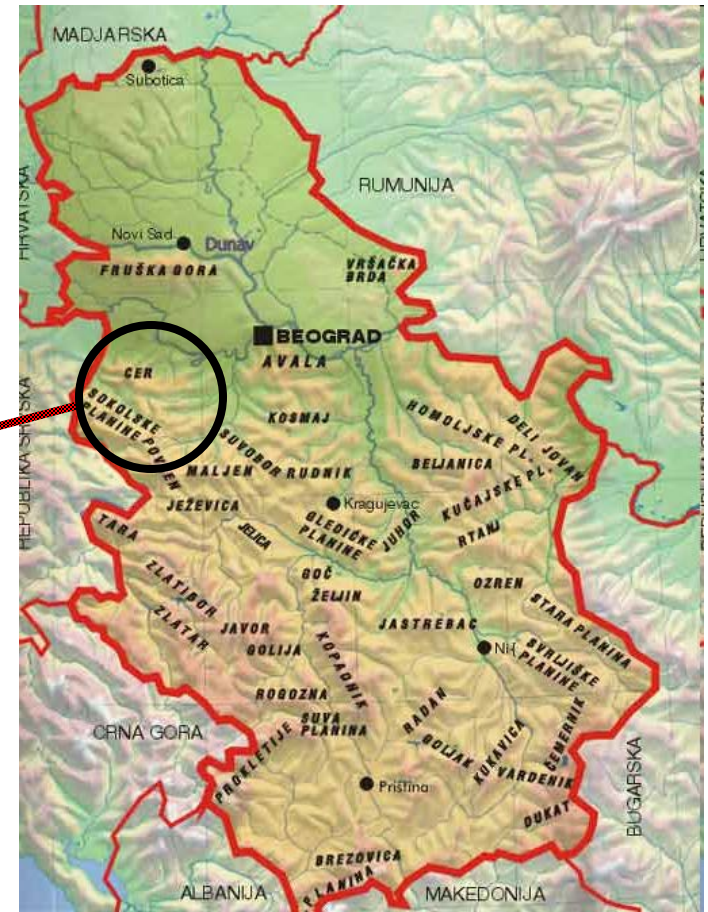 MADJARSKA
Subotica
HRVATSKA
RUMUNIJA
Novi Sad
Dunav
FRUŠKA GORA
VRŠAČKA
BRDA
BEOGRAD
AVALA
CER
SOKOLSKE
PLANINE
POVLEN
KOSMAJ
SUVOBOR
MALJEN
RUDNIK
HOMOLJSKE PL.
DELI JOVAN
BELJANICA
KUČAJSKE PL.
REPUBLIKA SRPSKA
JEŽEVICA
Kragujevac
GLEDIĆKE
PLANINE
JUHOR
RTANJ
TARA
JELICA
GOČ
ŽELJIN
OZREN
ZLATIBOR
ZLATAR
JAVOR
GOLIJA
KOPAONIK
JASTREBAC
STARA PLANINA
Ni{
SVRLJIŠKE
PLANINE
ROGOZNA
SUVA
PLANINA
RADAN
GOLJAK
KUKAVICA
ČEMERNIK
VARDENIK
CRNA GORA
PROKLETIJE
Priština
DUKAT
BUGARSKA
BREZOVICA
PLANINA
ALBANIJA
MAKEDONIJA